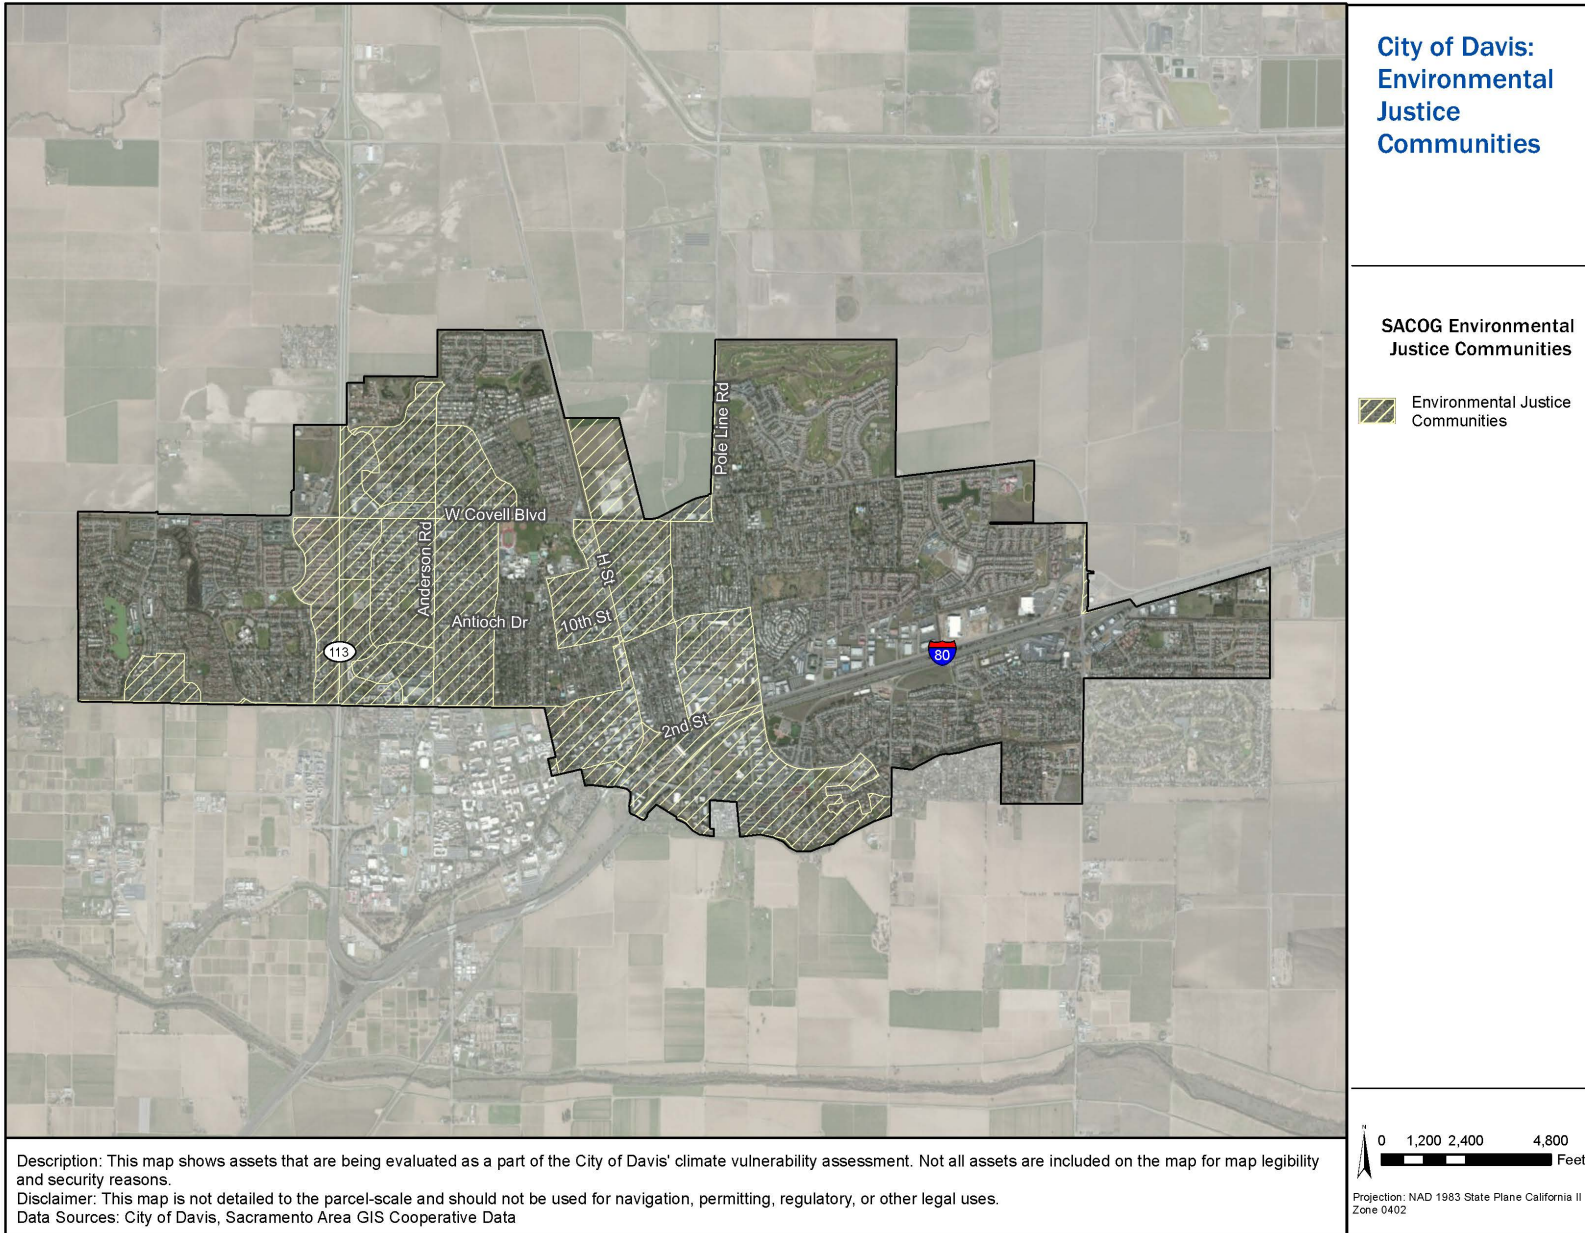 City of Davis:
Environmental
Justice
Communities
SACOG Environmental
Justice Communities
Environmental Justice
Communities
Pole Line Rd
W Covell Blvd
Anderson Rd
H St
Antioch Dr
10th St
113
80
2nd St
N
0 1,200 2,400 4,800
Feet
Projection: NAD 1983 State Plane California II
Zone 0402
Description: This map shows assets that are being evaluated as a part of the City of Davis' climate vulnerability assessment. Not all assets are included on the map for map legibility
and security reasons.
Disclaimer: This map is not detailed to the parcel-scale and should not be used for navigation, permitting, regulatory, or other legal uses.
Data Sources: City of Davis, Sacramento Area GIS Cooperative Data